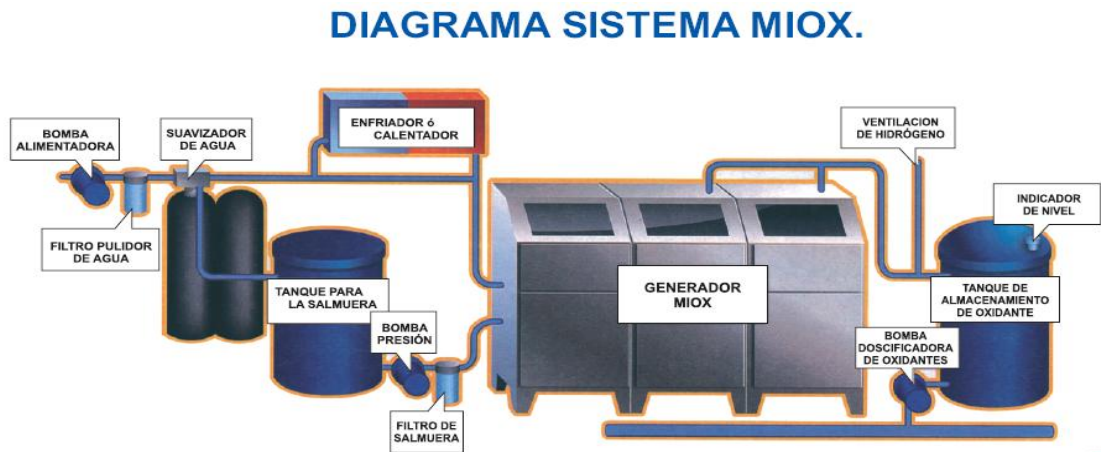 DIAGRAMA SISTEMA MIOX.
BOMBA
ALIMENTADORA
SUAVIZADOR
DE AGUA
ENFRIADOR ó
CALENTADOR
VENTILACION
DE HIDRÓGENO
INDICADOR
DE NIVEL
FILTRO PULIDOR
DE AGUA
TANQUE PARA
LA SALMUERA
GENERADOR
MIOX
TANQUE DE
ALMACENAMIENTO
DE OXIDANTE
BOMBA
PRESIÓN
BOMBA
DOSCIFICADORA
DE OXIDANTES
FILTRO DE
SALMUERA